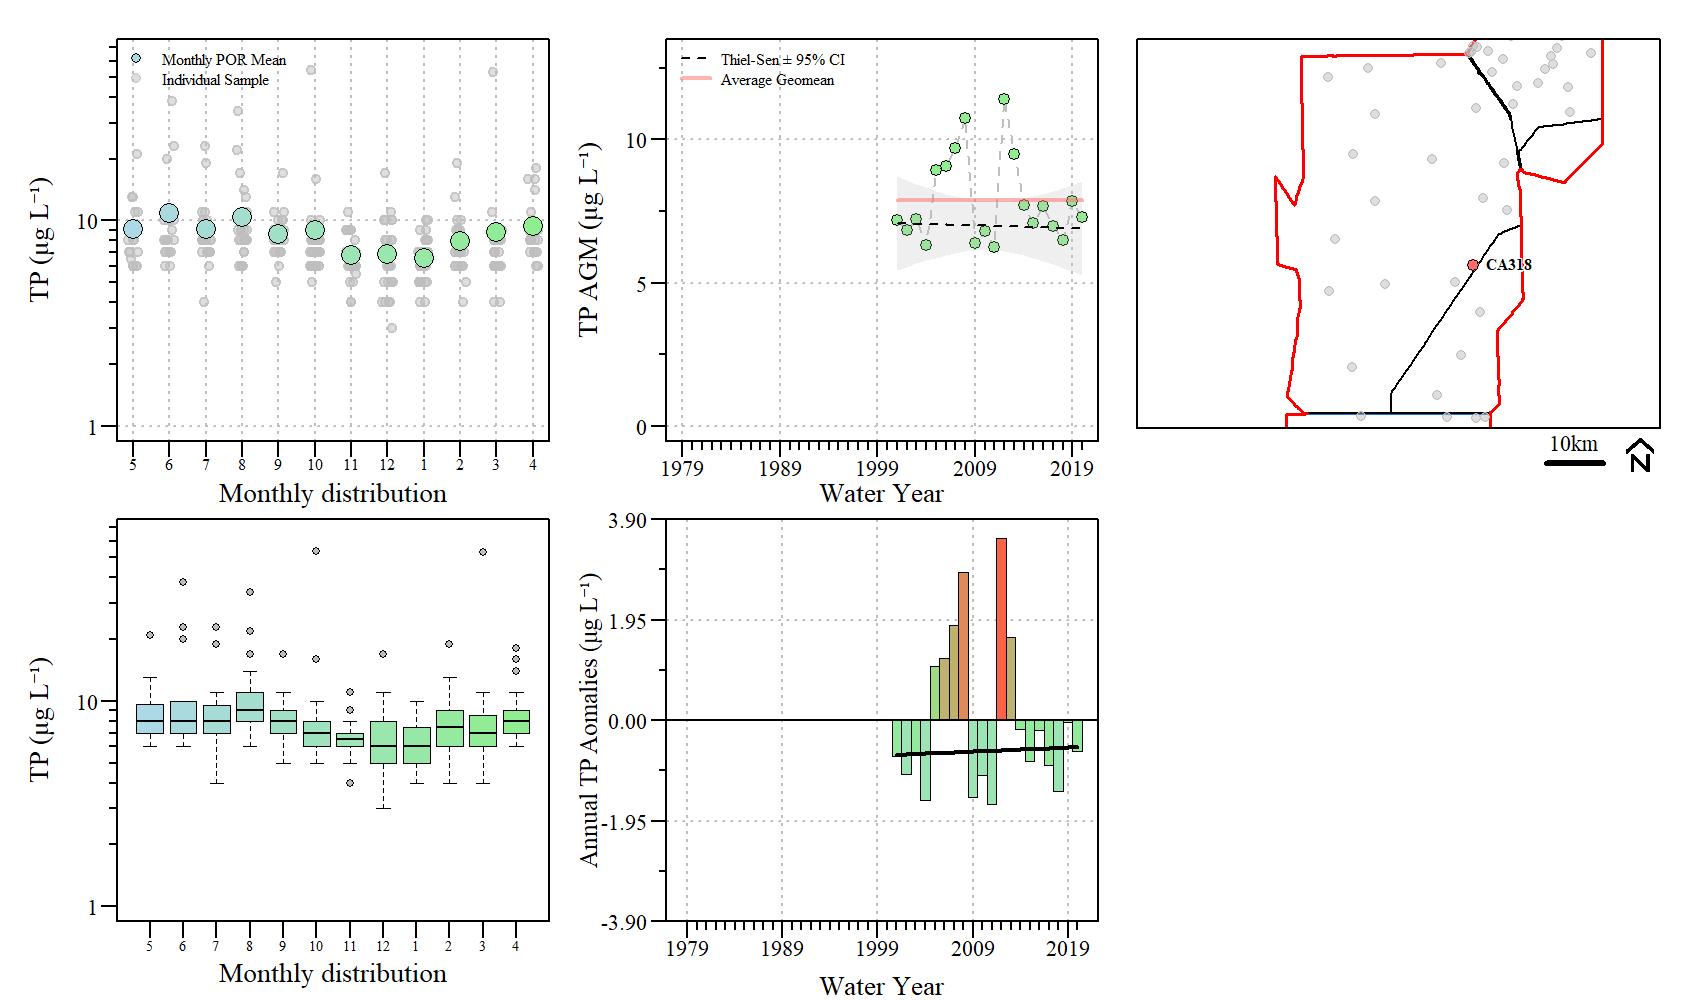 Monthly POR Mean
Individual Sample
TP (µg L⁻¹)
10
1
5 6 7 8 9 10 11 12 1 2 3 4
Monthly distribution
Thiel-Sen ± 95% CI
Average Geomean
TP AGM (µg L⁻¹)
10
5
0
1979 1989 1999 2009 2019
Water Year
CA318
10km
N
TP (µg L⁻¹)
10
1
5 6 7 8 9 10 11 12 1 2 3 4
Monthly distribution
Annual TP Aomalies (µg L⁻¹)
3.90
1.95
0.00
-1.95
-3.90
1979 1989 1999 2009 2019
Water Year